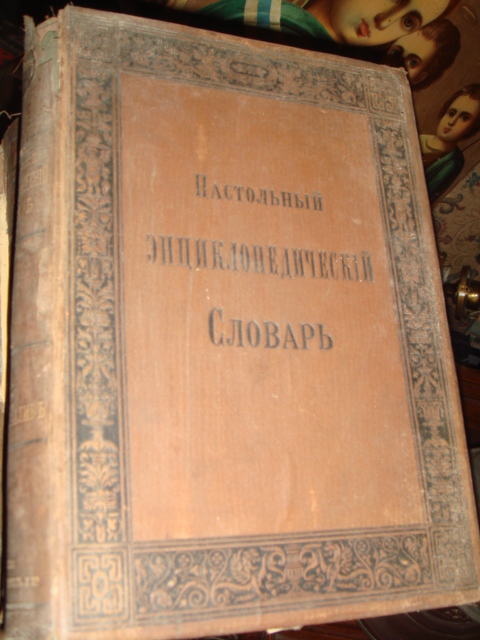 Настольный
энциклопедическій
Словарь